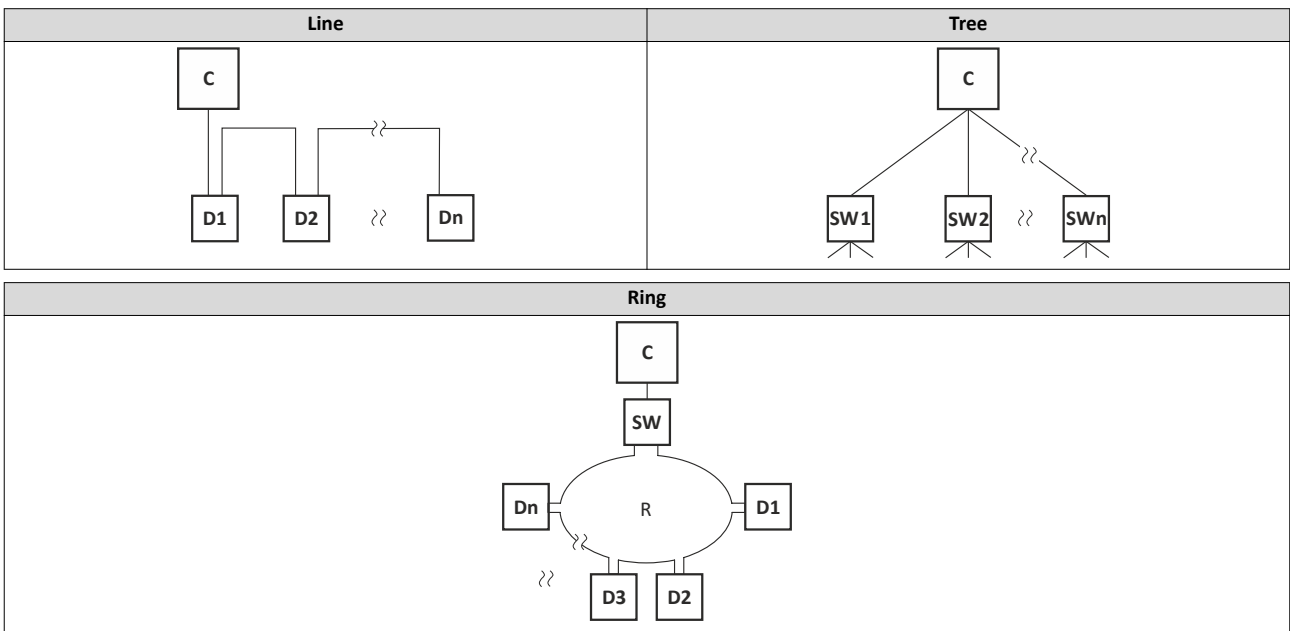 Line
Tree
C
C
D1 D2 Dn
SW1 SW2 SWn
Ring
C
SW
Dn R D1
D3 D2